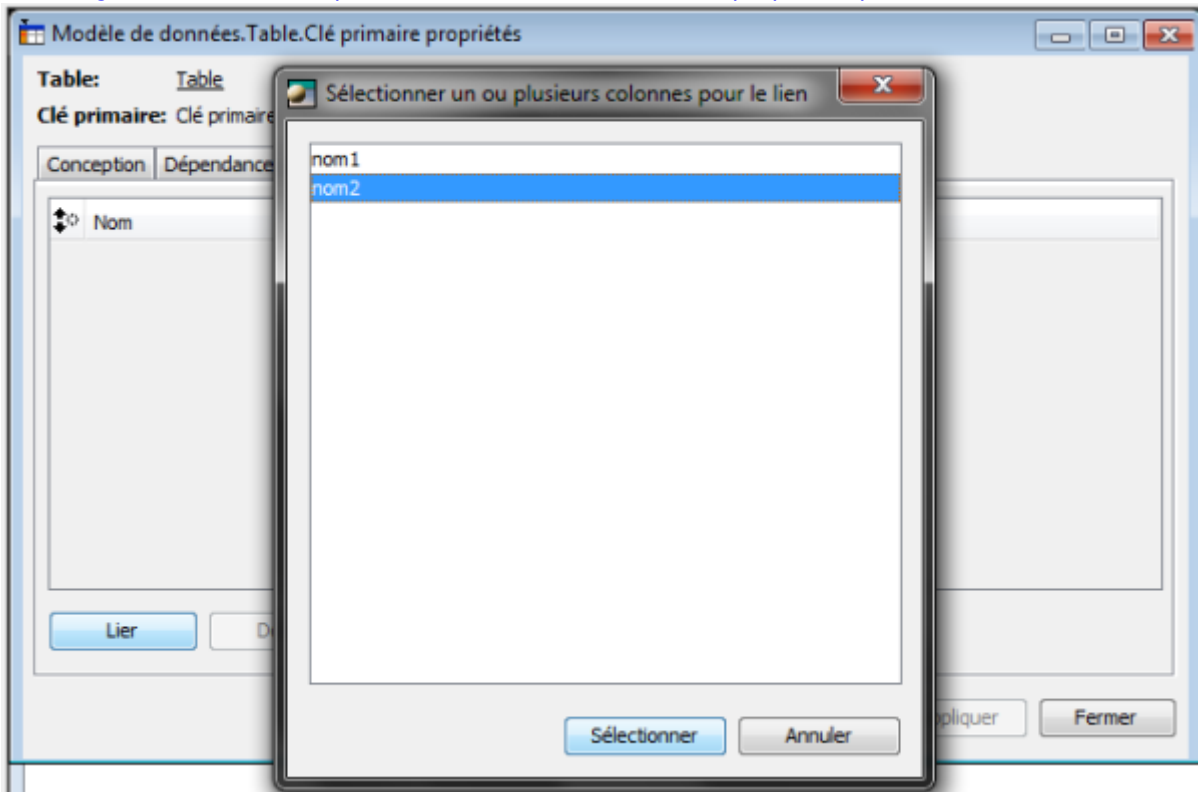 Modèle de données.Table.Clé primaire propriétés
Table: Table
Clé primaire: Clé primaire
Sélectionner un ou plusieurs colonnes pour le lien
Conception Dépendance
nom1
nom2
Nom
Lier
Sélectionner Annuler
Fermer